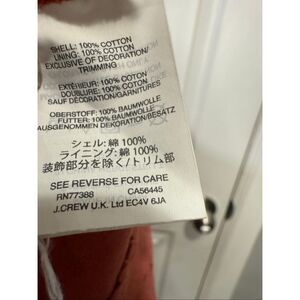 SHELL: 100% COTTON
LINING: 100% COTTON
EXCLUSIVE OF DECORATION/
TRIMMING
EXTÉRIEUR: 100% COTON
DOUBLURE: 100% COTON
SAUF DÉCORATION/GARNITURES
OBERSTOFF: 100% BAUMWOLLE
FUTTER: 100% BAUMWOLLE
AUSGENOMMEN DEKORATION/BESATZ
シェル: 綿 100%
ライニング: 綿 100%
装飾部分を除く/トリム部
SEE REVERSE FOR CARE
RN77388 CA56445
J.CREW U.K. Ltd EC4V 6JA